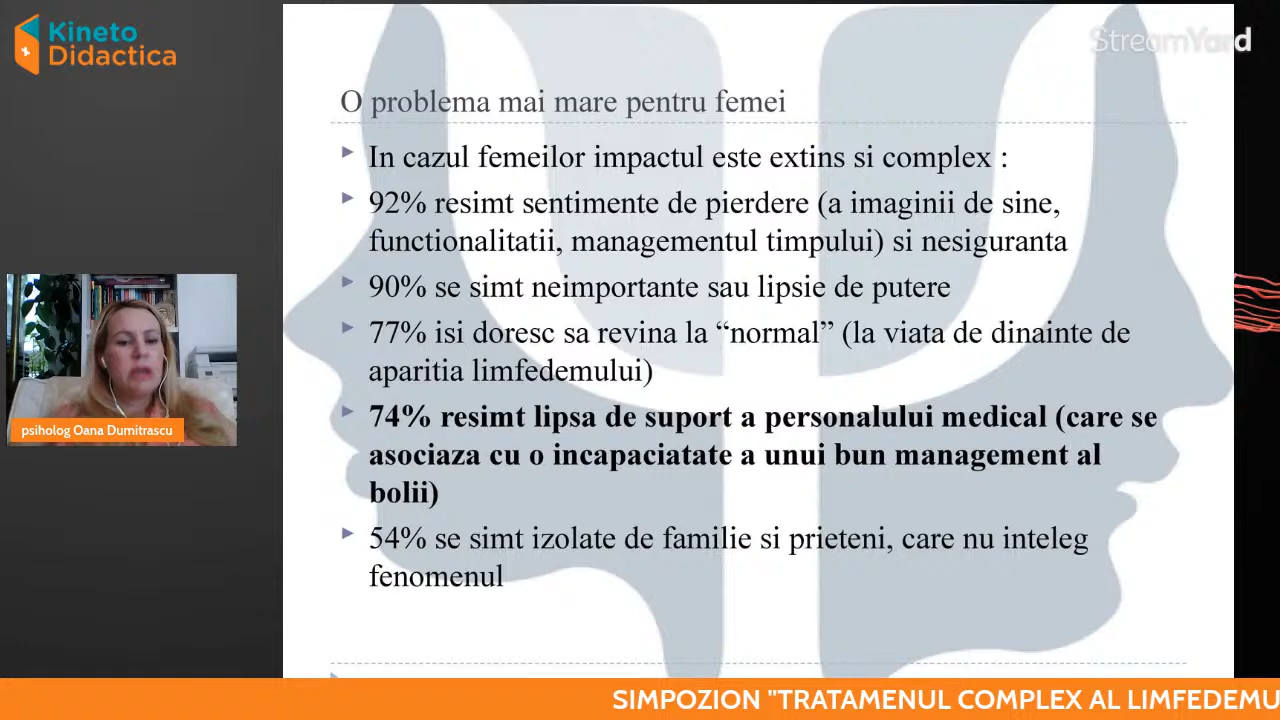 Kineto
Didactica
StreamYard
O problema mai mare pentru femei
In cazul femeilor impactul este extins si complex :
92% resimt sentimente de pierdere (a imaginii de sine,
functionalitatii, managementul timpului) si nesiguranta
90% se simt neimportante sau lipsie de putere
77% isi doresc sa revina la “normal” (la viata de dinainte de
aparitia limfedemului)
74% resimt lipsa de suport a personalului medical (care se
asociaza cu o incapaciatate a unui bun management al
bolii)
54% se simt izolate de familie si prieteni, care nu inteleg
fenomenul
psiholog Oana Dumitrascu
SIMPOZION "TRATAMENUL COMPLEX AL LIMFEDEMU